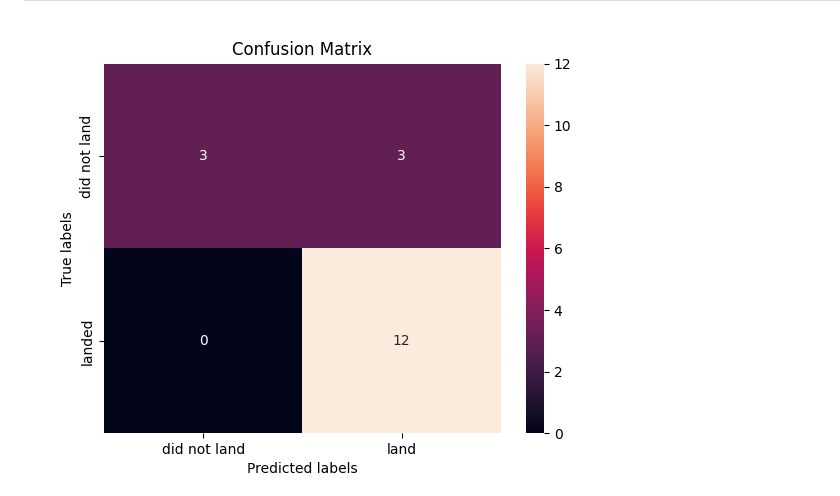 Confusion Matrix
True labels
did not land
landed
3
3
0
12
did not land
land
Predicted labels
12
10
8
6
4
2
0